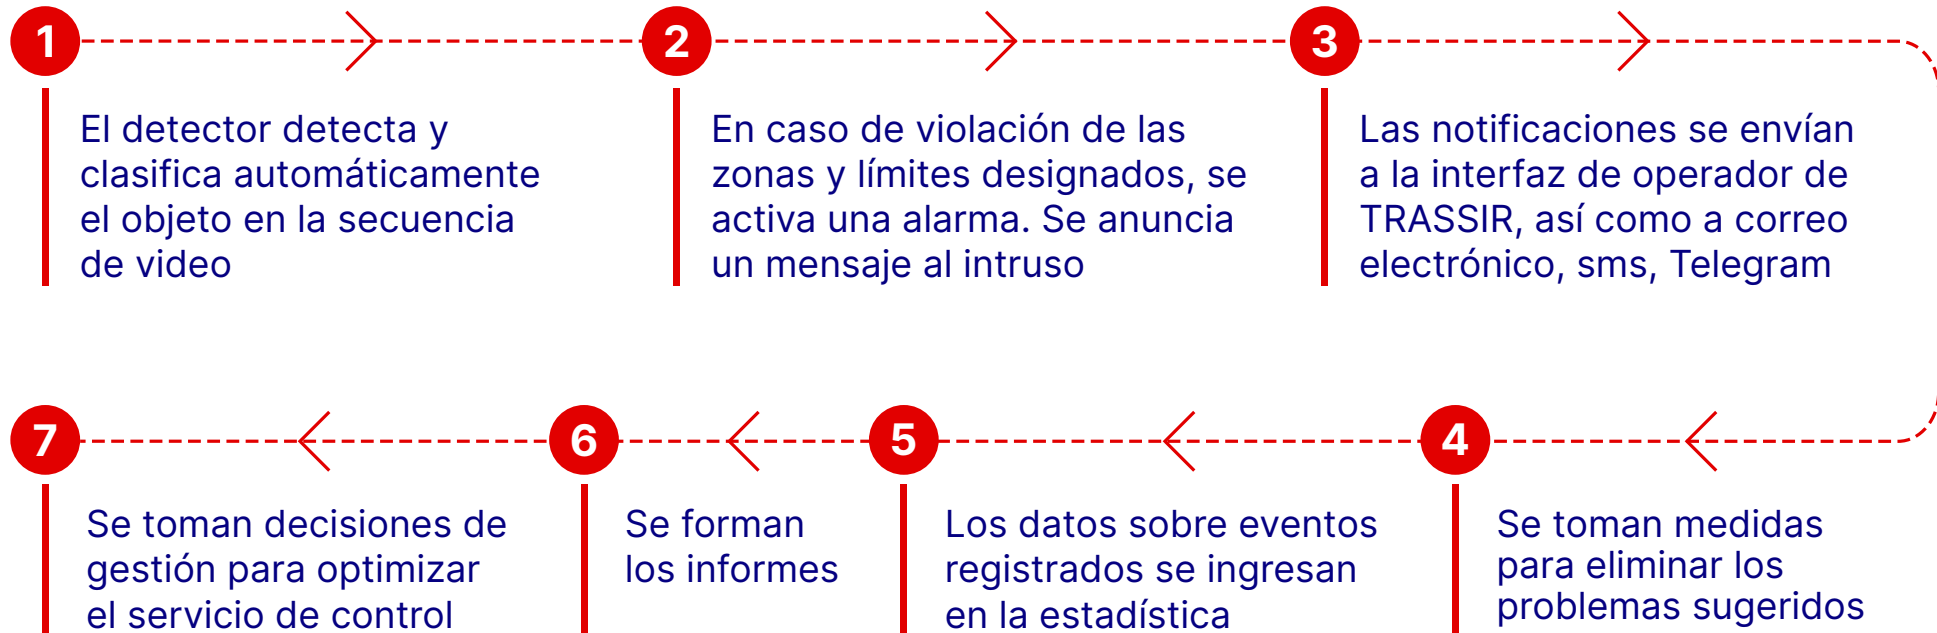 1
El detector detecta y
clasifica automáticamente
el objeto en la secuencia
de video
2
En caso de violación de las
zonas y límites designados, se
activa una alarma. Se anuncia
un mensaje al intruso
3
Las notificaciones se envían
a la interfaz de operador de
TRASSIR, así como a correo
electrónico, sms, Telegram
4
Se toman medidas
para eliminar los
problemas sugeridos
5
Los datos sobre eventos
registrados se ingresan
en la estadística
6
Se forman
los informes
7
Se toman decisiones de
gestión para optimizar
el servicio de control